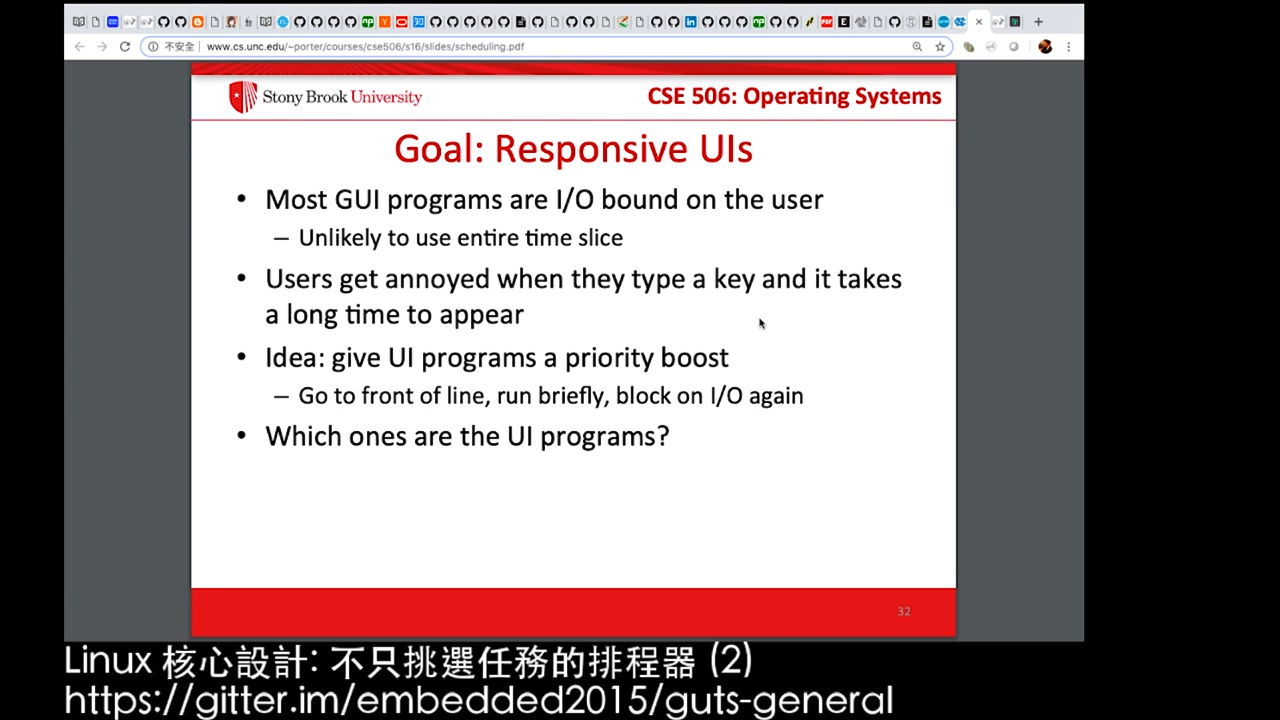 不安全 www.cs.unc.edu/~porter/courses/cse506/s16/slides/scheduling.pdf
Stony Brook University
CSE 506: Operating Systems
Goal: Responsive UIs
• Most GUI programs are I/O bound on the user
– Unlikely to use entire time slice
• Users get annoyed when they type a key and it takes
a long time to appear
• Idea: give UI programs a priority boost
– Go to front of line, run briefly, block on I/O again
• Which ones are the UI programs?
32
Linux 核心設計: 不只挑選任務的排程器 (2)
https://gitter.im/embedded2015/guts-general